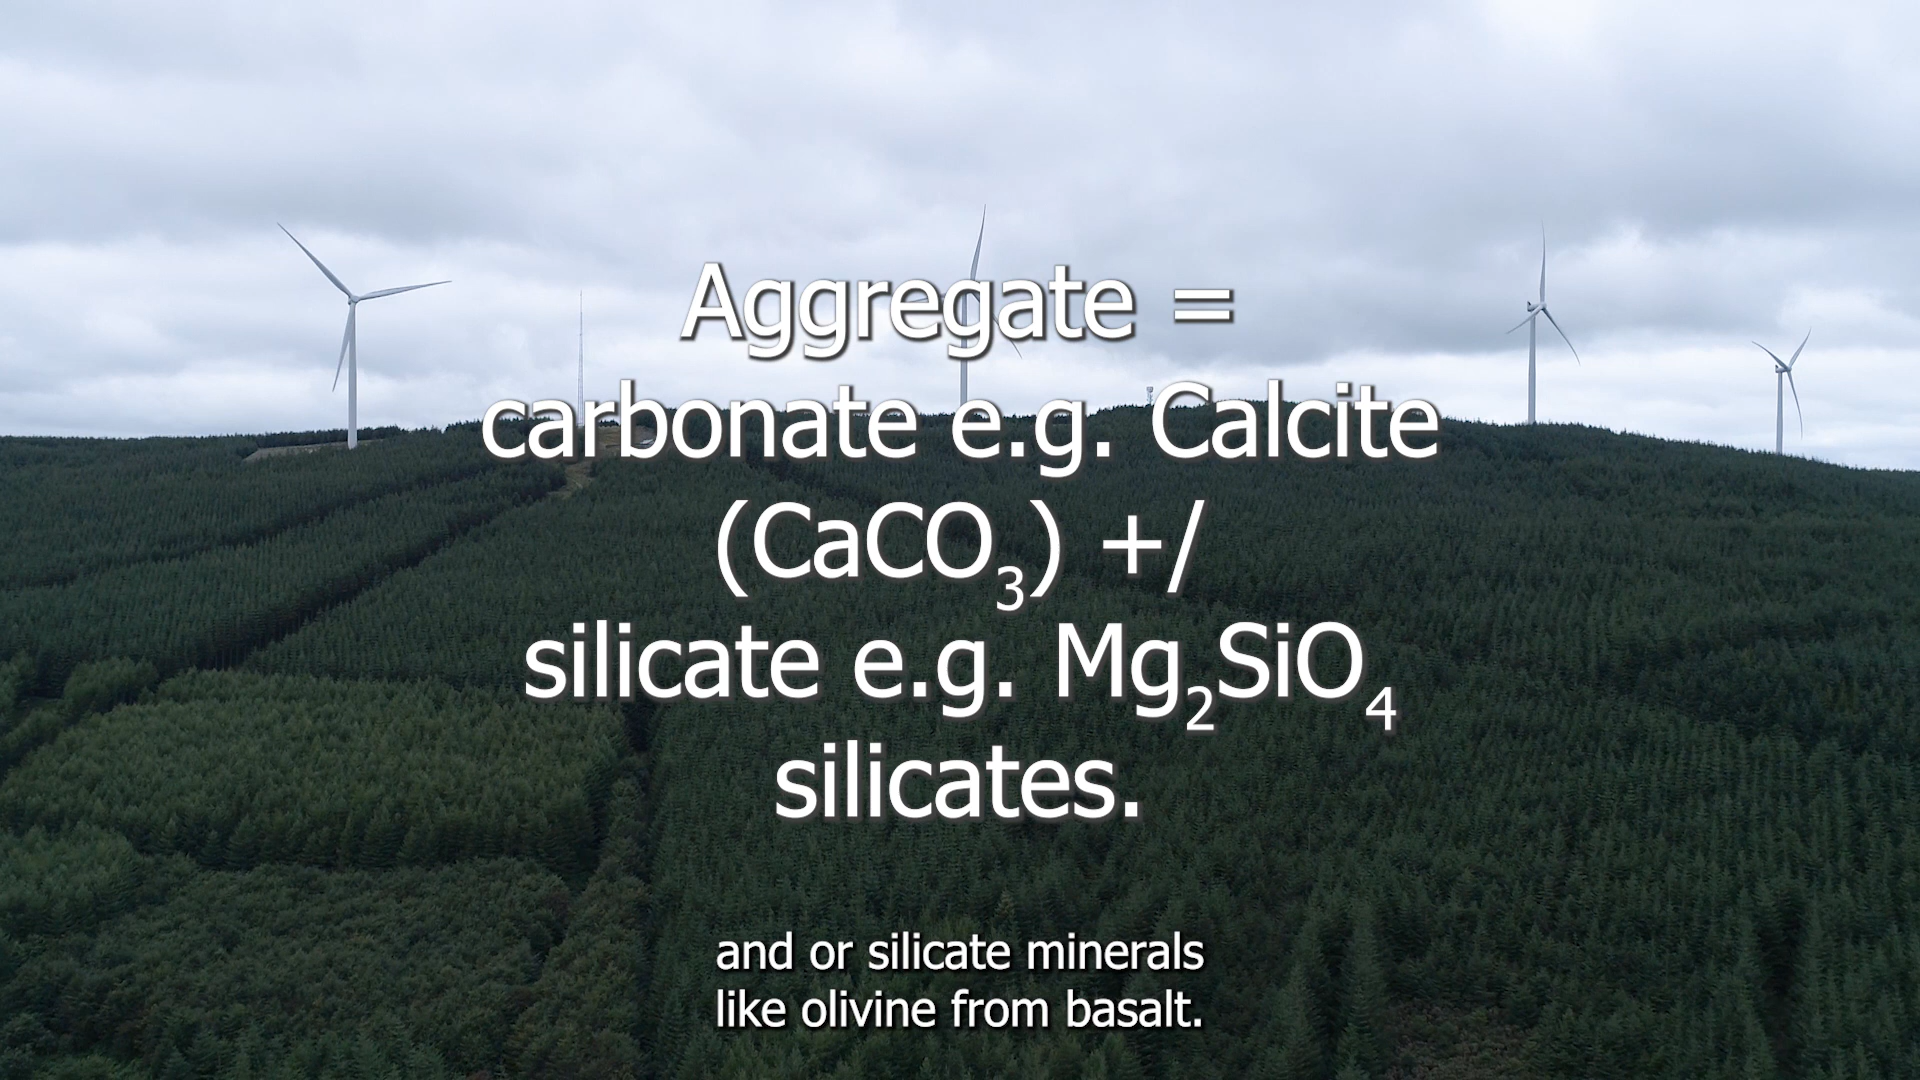 Aggregate =
carbonate e.g. Calcite
(CaCO₃) +/
silicate e.g. Mg₂SiO₄
silicates.
and or silicate minerals
like olivine from basalt.